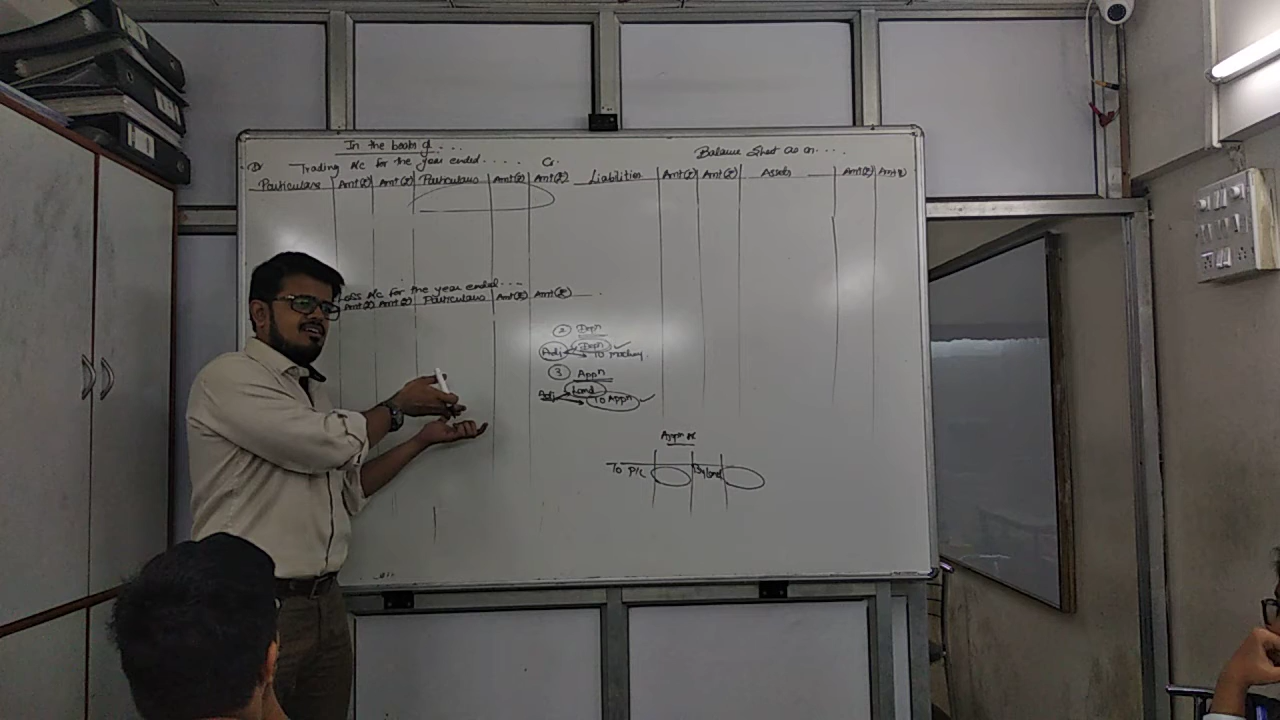 In the books of ....
Dr Trading A/c for the year ended ..... Cr.
Particulars Amt(₹) Amt(₹) Particulars Amt(₹) Amt(₹)
Loss A/c for the year ended ....
Amt(₹) Amt(₹) Particulars Amt(₹) Amt(₹)
Balance Sheet as on .....
Liabilities Amt(₹) Amt(₹) Assets Amt(₹) Amt(₹)
② Depn
Adj Depn ✓
To machinery
③ Appn
Adj Land
To Appn ✓
Appn A/c
To P/L By Land